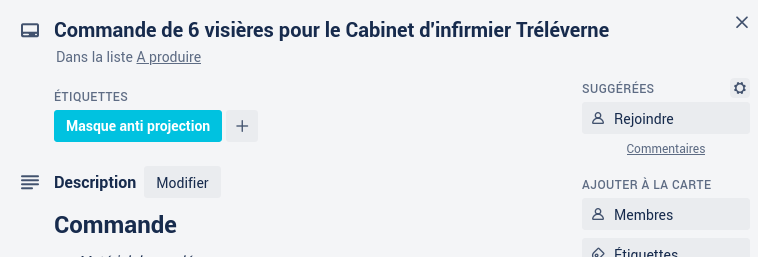 Commande de 6 visières pour le Cabinet d'infirmier Tréléverne
Dans la liste A produire
ÉTIQUETTES
Masque anti projection
Description Modifier
Commande
SUGGÉRÉES
Rejoindre
Commentaires
AJOUTER À LA CARTE
Membres
Étiquettes